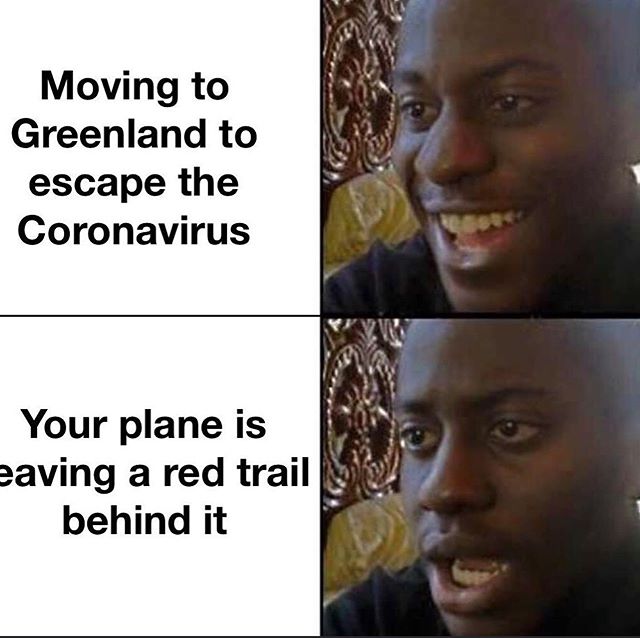 Moving to
Greenland to
escape the
Coronavirus
Your plane is
eaving a red trail
behind it